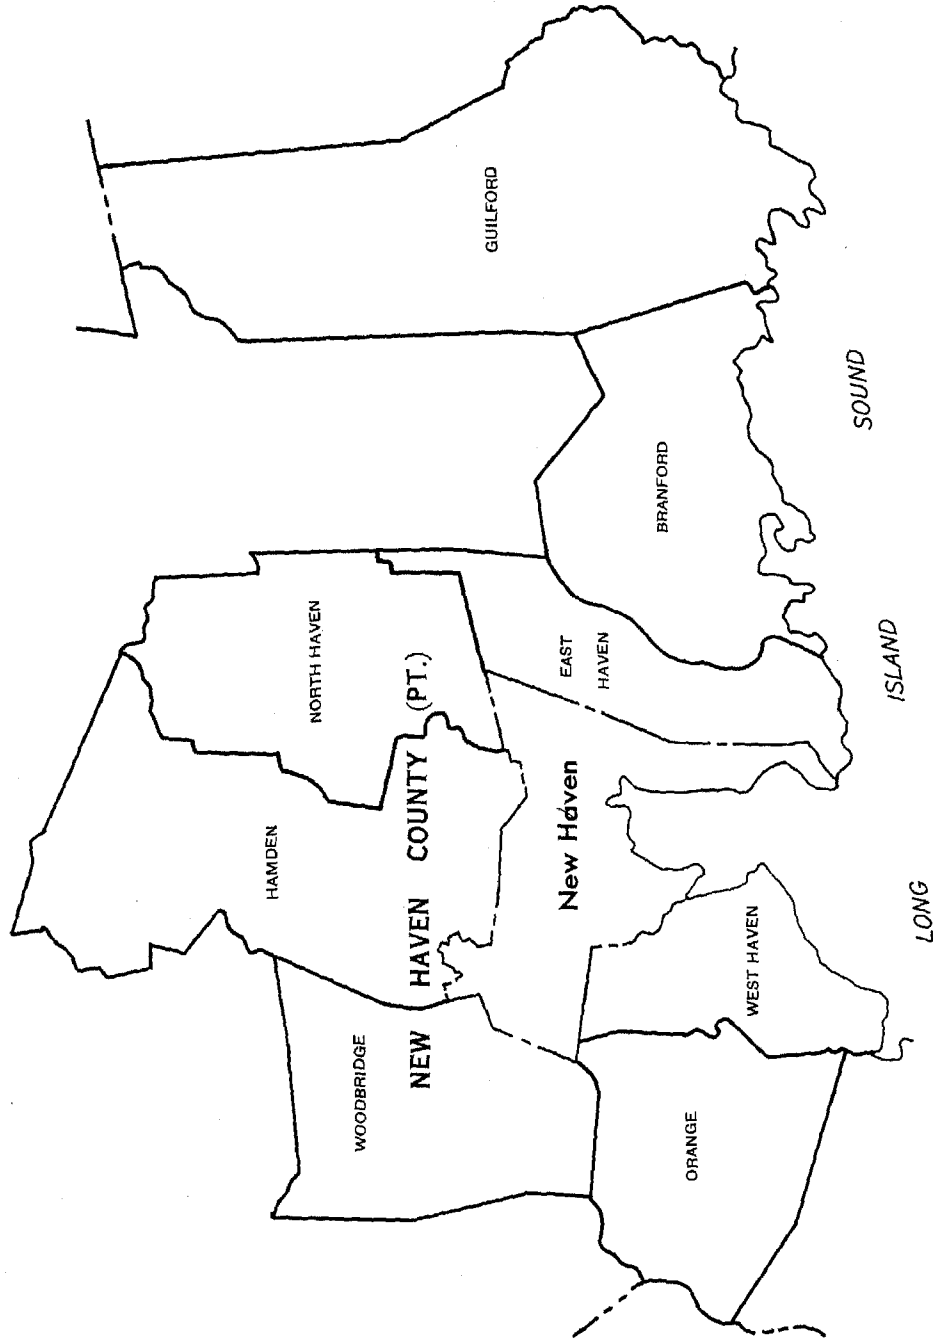 HAMDEN
NORTH HAVEN
GUILFORD
WOODBRIDGE
NEW HAVEN COUNTY (PT.)
New Haven
EAST
HAVEN
BRANFORD
ORANGE
WEST HAVEN
LONG ISLAND SOUND